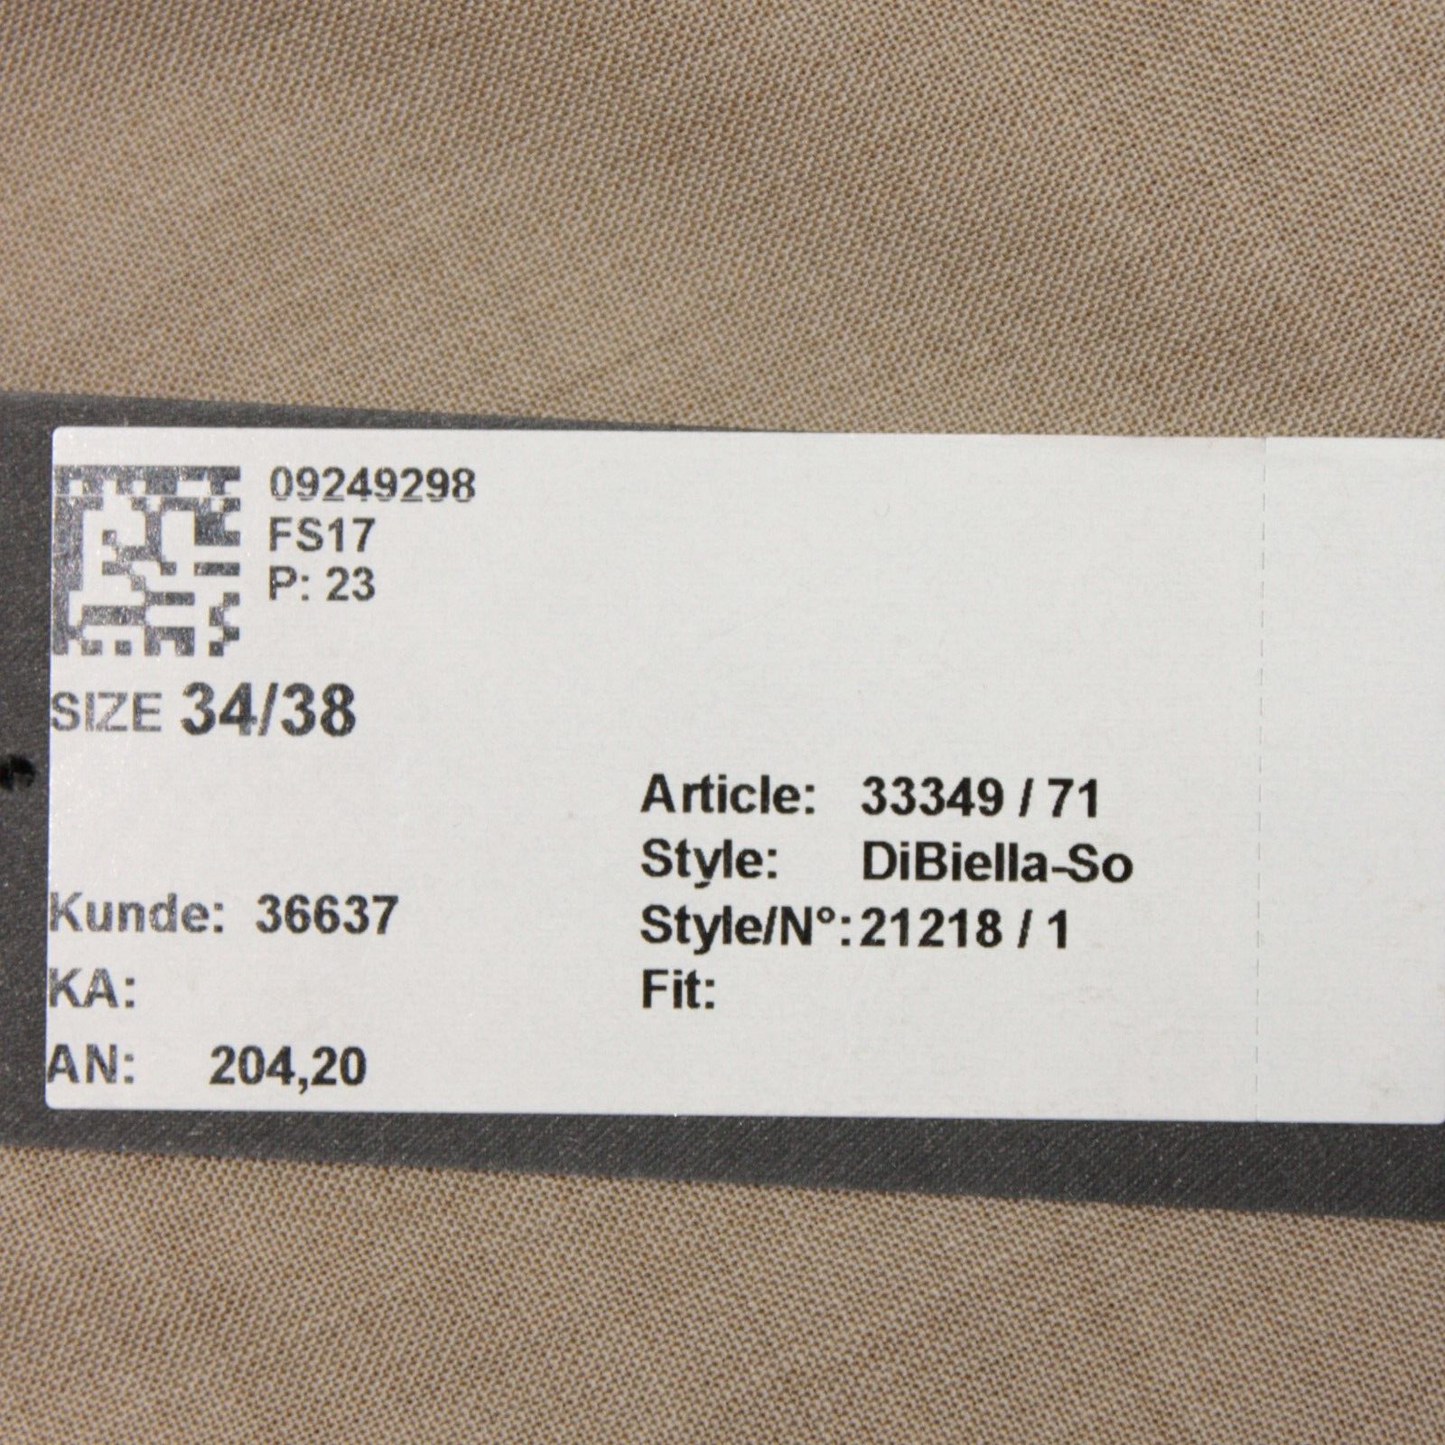 09249298
FS17
P: 23
SIZE 34/38
Article: 33349 / 71
Style: DiBiella-So
Kunde: 36637
Style/N°: 21218 / 1
KA:
Fit:
AN: 204,20